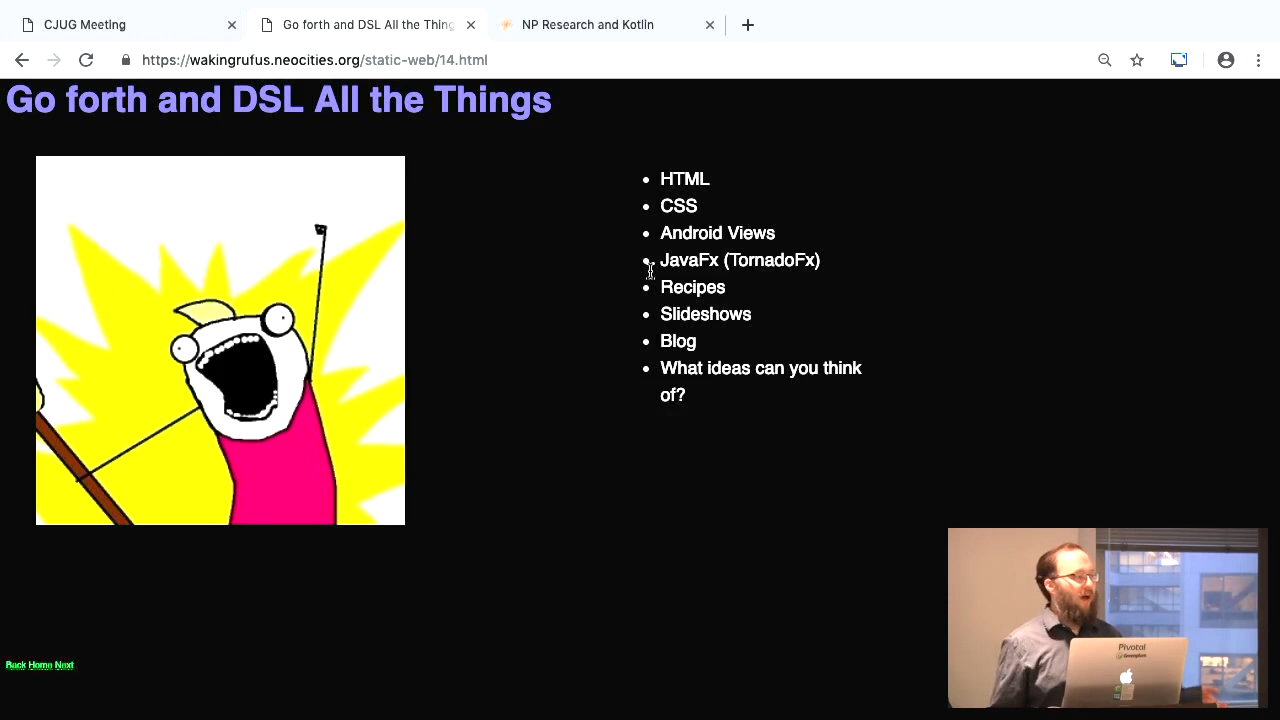 CJUG Meeting
Go forth and DSL All the Thing
NP Research and Kotlin
https://wakingrufus.neocities.org/static-web/14.html
Go forth and DSL All the Things
HTML
CSS
Android Views
JavaFx (TornadoFx)
Recipes
Slideshows
Blog
What ideas can you think
of?
Back Home Next
Pivotal
Greenplum